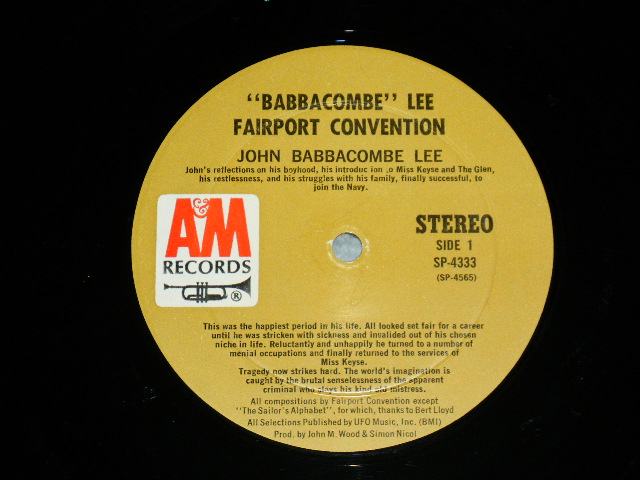 "BABBACOMBE" LEE
FAIRPORT CONVENTION
JOHN BABBACOMBE LEE
John's reflections on his boyhood, his introduc ion .o Miss Keyse and The Glen,
his restlessness, and his struggles with his family, finally successful, to
join the Navy.
A&M
RECORDS
®
STEREO
SIDE 1
SP-4333
(SP-4565)
This was the happiest period in his life. All looked set fair for a career
until he was stricken with sickness and invalided out of his chosen
niche in life. Reluctantly and unhappily he turned to a number of
menial occupations and finally returned to the services of
Miss Keyse.
Tragedy now strikes hard. The world's imagination is
caught by the brutal senselessness of the apparent
criminal who slays his kind old mistress.
All compositions by Fairport Convention except
"The Sailor's Alphabet", for which, thanks to Bert Lloyd
All Selections Published by UFO Music, Inc. (BMI)
Prod. by John M. Wood & Simon Nicol